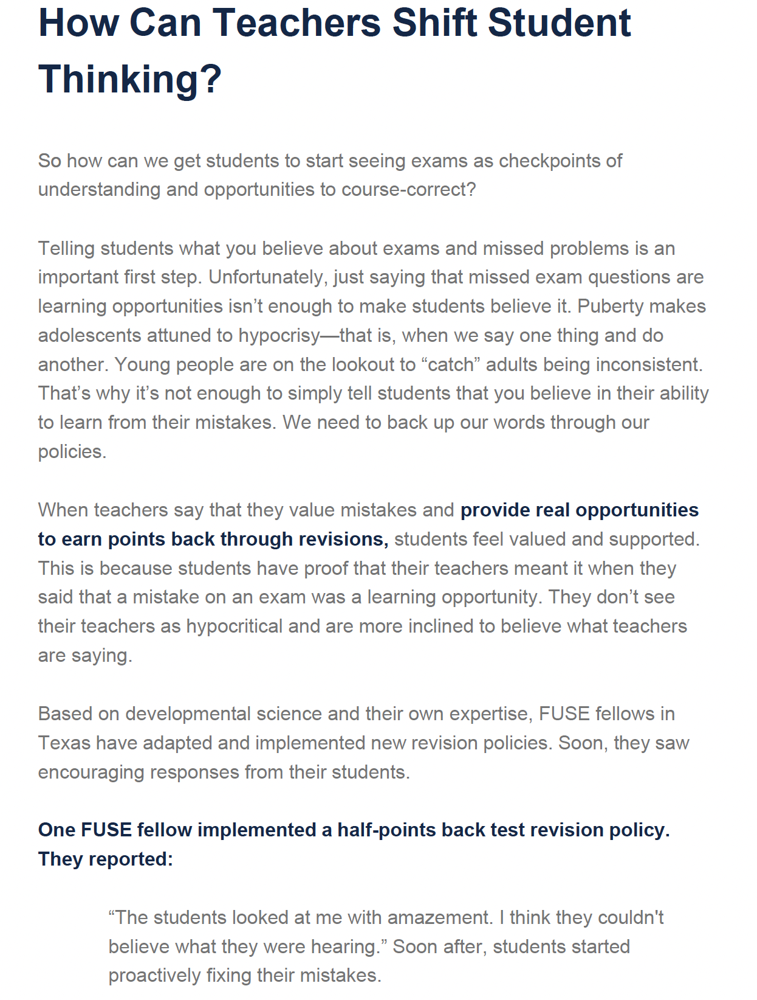 How Can Teachers Shift Student
Thinking?
So how can we get students to start seeing exams as checkpoints of
understanding and opportunities to course-correct?
Telling students what you believe about exams and missed problems is an
important first step. Unfortunately, just saying that missed exam questions are
learning opportunities isn’t enough to make students believe it. Puberty makes
adolescents attuned to hypocrisy—that is, when we say one thing and do
another. Young people are on the lookout to “catch” adults being inconsistent.
That’s why it’s not enough to simply tell students that you believe in their ability
to learn from their mistakes. We need to back up our words through our
policies.
When teachers say that they value mistakes and provide real opportunities
to earn points back through revisions, students feel valued and supported.
This is because students have proof that their teachers meant it when they
said that a mistake on an exam was a learning opportunity. They don’t see
their teachers as hypocritical and are more inclined to believe what teachers
are saying.
Based on developmental science and their own expertise, FUSE fellows in
Texas have adapted and implemented new revision policies. Soon, they saw
encouraging responses from their students.
One FUSE fellow implemented a half-points back test revision policy.
They reported:
“The students looked at me with amazement. I think they couldn't
believe what they were hearing.” Soon after, students started
proactively fixing their mistakes.